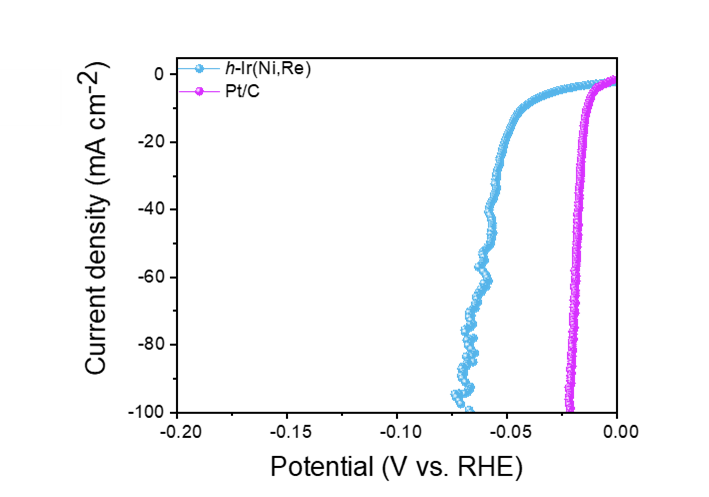 h-Ir(Ni,Re)
Pt/C
Current density (mA cm-2)
0
-20
-40
-60
-80
-100
-0.20
-0.15
-0.10
-0.05
0.00
Potential (V vs. RHE)